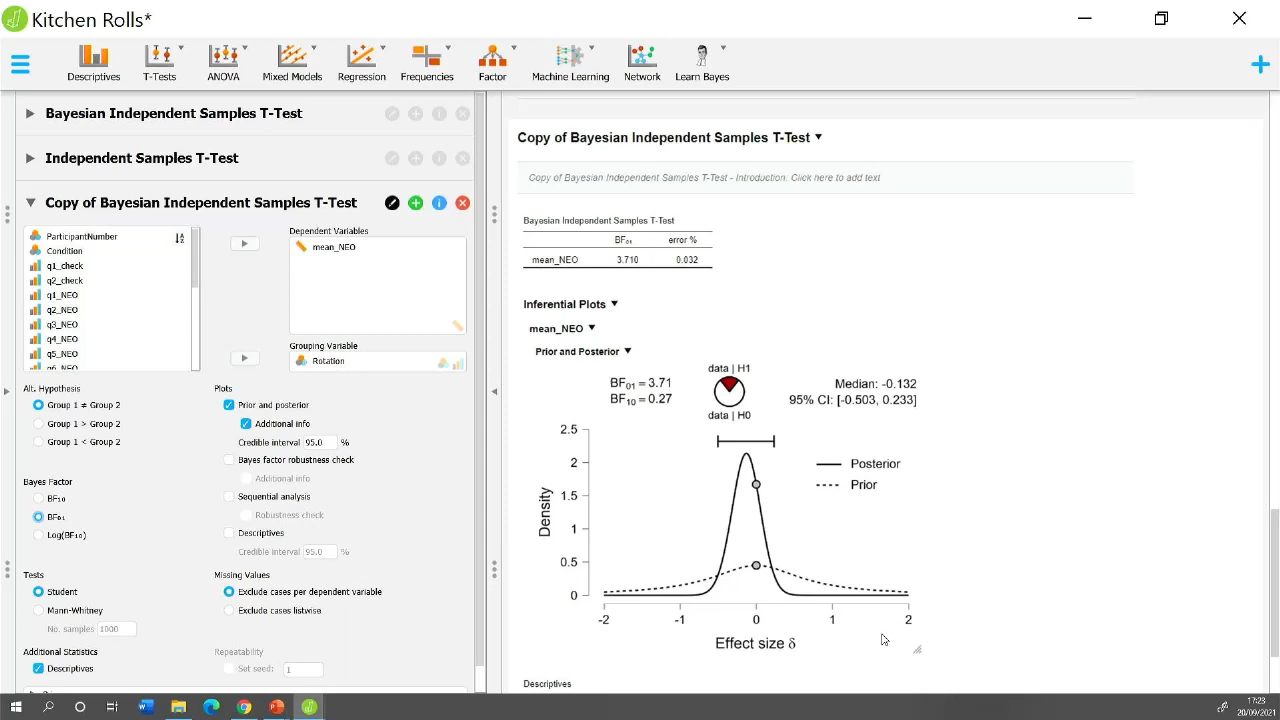 Kitchen Rolls*
Descriptives
T-Tests
ANOVA
Mixed Models
Regression
Frequencies
Factor
Machine Learning
Network
Learn Bayes
Bayesian Independent Samples T-Test
Independent Samples T-Test
Copy of Bayesian Independent Samples T-Test
ParticipantNumber
Condition
q1_check
q2_check
q1_NEO
q2_NEO
q3_NEO
q4_NEO
q5_NEO
q6_NEO
Dependent Variables
mean_NEO
Grouping Variable
Rotation
Alt. Hypothesis
Group 1 ≠ Group 2
Group 1 > Group 2
Group 1 < Group 2
Bayes Factor
BF₁₀
BF₀₁
Log(BF₁₀)
Tests
Student
Mann-Whitney
No. samples 1000
Additional Statistics
Descriptives
Plots
Prior and posterior
Additional info
Credible interval 95.0 %
Bayes factor robustness check
Additional info
Sequential analysis
Robustness check
Descriptives
Credible interval 95.0 %
Missing Values
Exclude cases per dependent variable
Exclude cases listwise
Repeatability
Set seed: 1
Copy of Bayesian Independent Samples T-Test
Copy of Bayesian Independent Samples T-Test - Introduction: Click here to add text
Bayesian Independent Samples T-Test
BF₀₁ error %
mean_NEO 3.710 0.032
Inferential Plots
mean_NEO
Prior and Posterior
BF₀₁ = 3.71
BF₁₀ = 0.27
data | H1
data | H0
Median: -0.132
95% CI: [-0.503, 0.233]
2.5
2
1.5
1
0.5
0
Density
Posterior
Prior
-2 -1 0 1 2
Effect size δ
Descriptives
17:23
20/09/2021